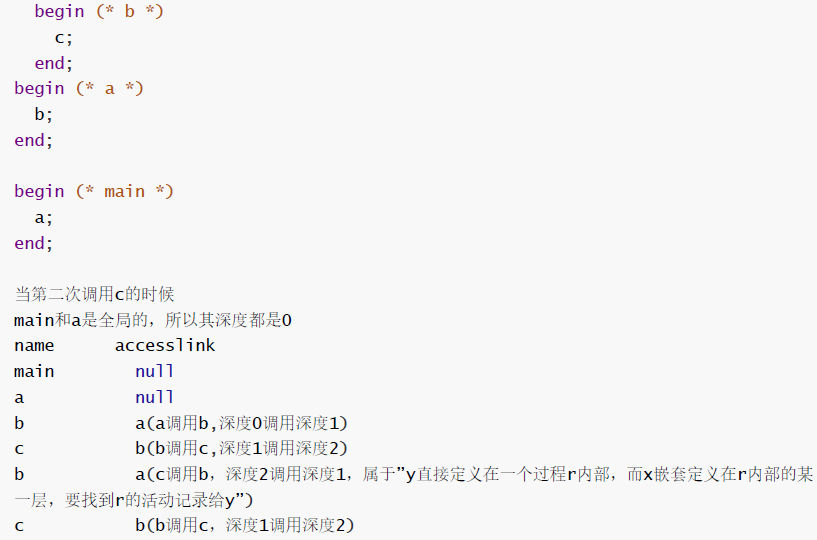 begin (* b *)
c;
end;
begin (* a *)
b;
end;
begin (* main *)
a;
end;
当第二次调用c的时候
main和a是全局的，所以其深度都是0
name accesslink
main null
a null
b a(a调用b,深度0调用深度1)
c b(b调用c,深度1调用深度2)
b a(c调用b，深度2调用深度1，属于”y直接定义在一个过程r内部，而x嵌套定义在r内部的某
一层，要找到r的活动记录给y”)
c b(b调用c，深度1调用深度2)